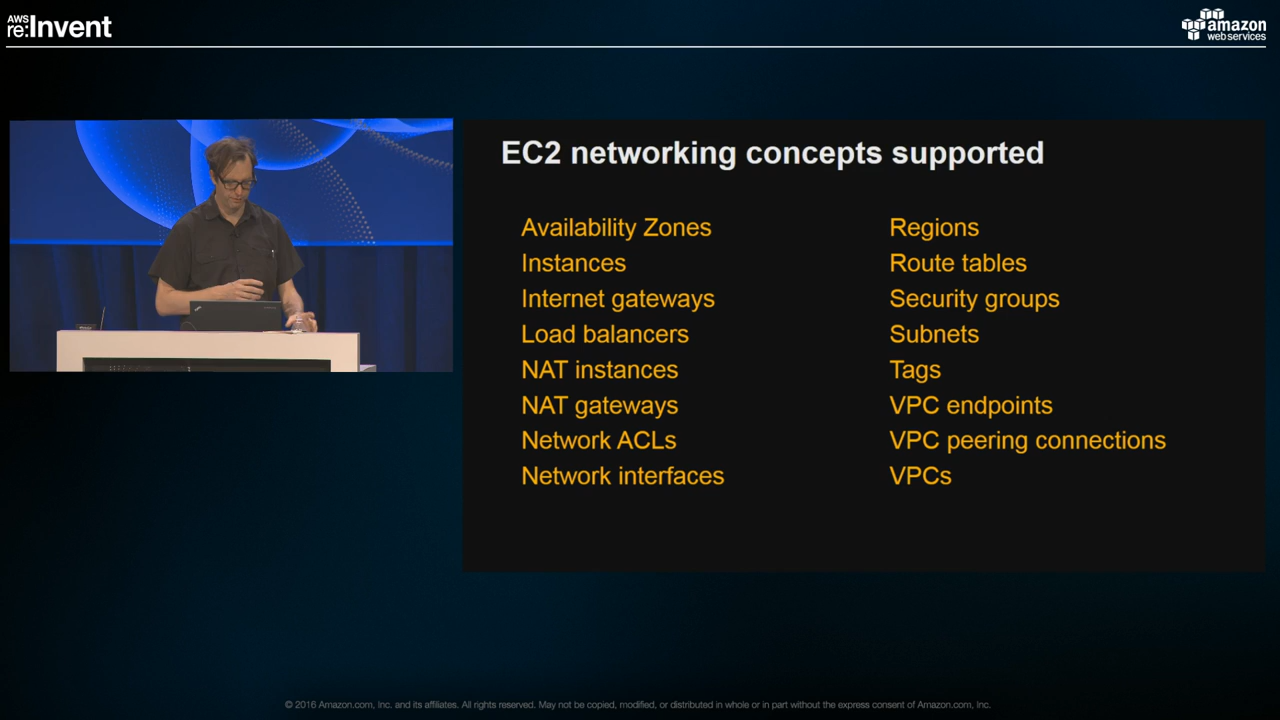 AWS
re:Invent
amazon
web services
EC2 networking concepts supported
Availability Zones
Instances
Internet gateways
Load balancers
NAT instances
NAT gateways
Network ACLs
Network interfaces
Regions
Route tables
Security groups
Subnets
Tags
VPC endpoints
VPC peering connections
VPCs
© 2016 Amazon.com, Inc. and its affiliates. All rights reserved. May not be copied, modified, or distributed in whole or in part without the express consent of Amazon.com, Inc.